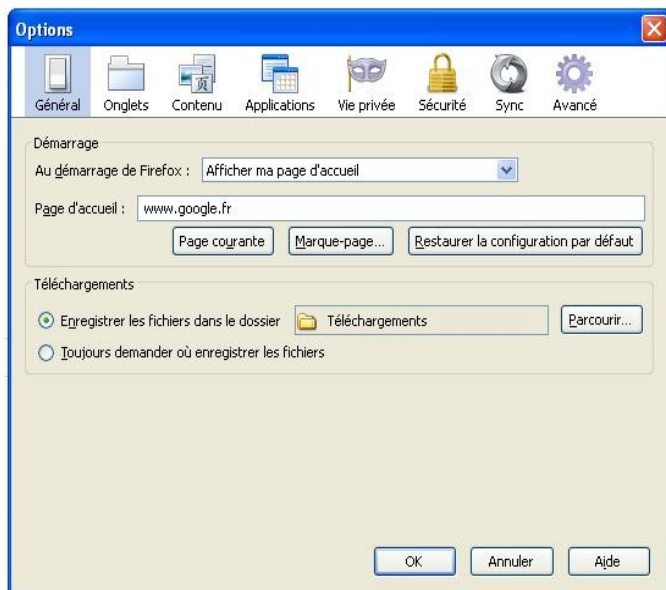 Options
Général Onglets Contenu Applications Vie privée Sécurité Sync Avancé
Démarrage
Au démarrage de Firefox : Afficher ma page d'accueil
Page d'accueil : www.google.fr
Page courante Marque-page... Restaurer la configuration par défaut
Téléchargements
Enregistrer les fichiers dans le dossier Téléchargements Parcourir...
Toujours demander où enregistrer les fichiers
OK Annuler Aide